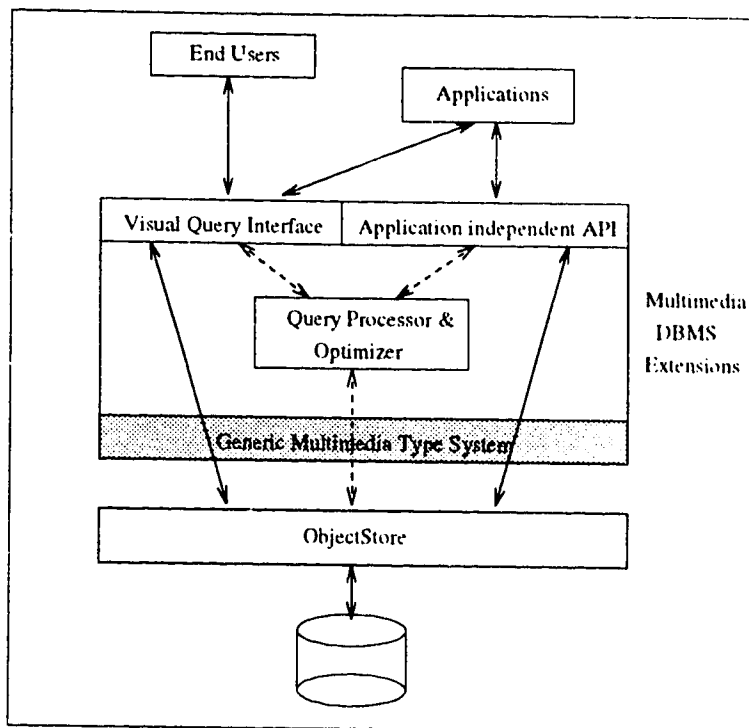 End Users
Applications
Visual Query Interface
Application independent API
Query Processor &
Optimizer
Multimedia
DBMS
Extensions
Generic Multimedia Type System
ObjectStore